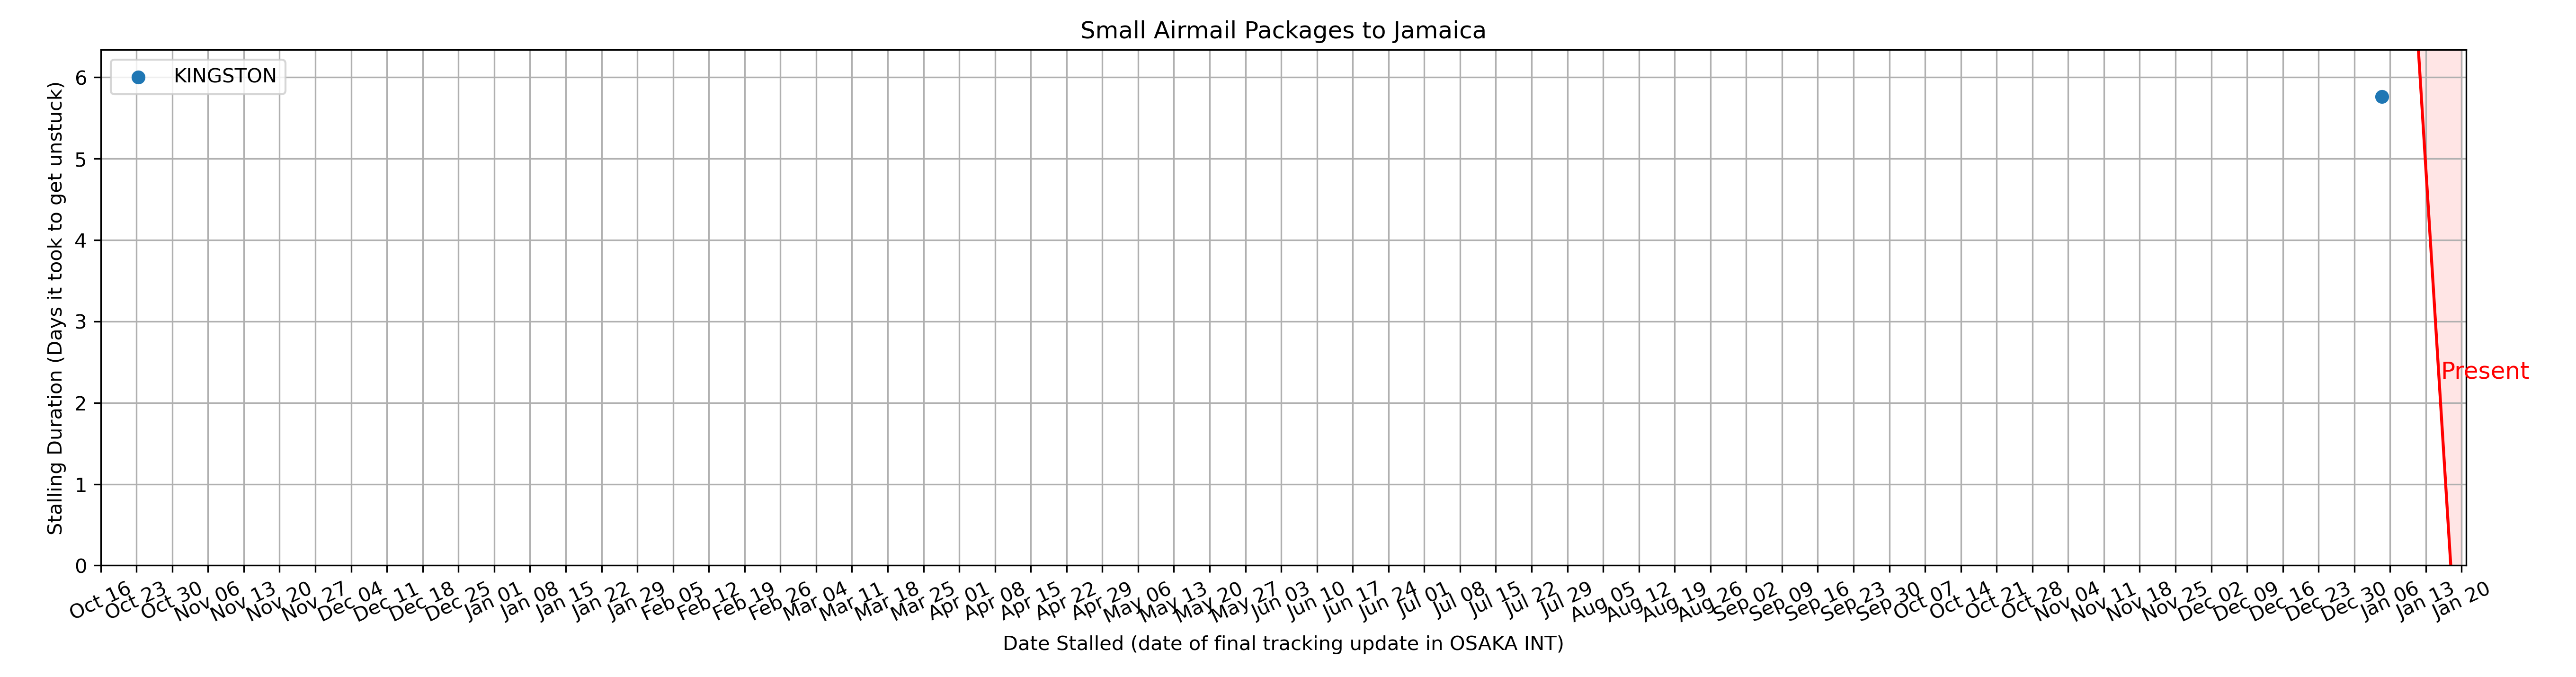 Small Airmail Packages to Jamaica
KINGSTON
Stalling Duration (Days it took to get unstuck)
6
5
4
3
2
1
0
Present
Oct 16 Oct 23 Oct 30 Nov 06 Nov 13 Nov 20 Nov 27 Dec 04 Dec 11 Dec 18 Dec 25 Jan 01 Jan 08 Jan 15 Jan 22 Jan 29 Feb 05 Feb 12 Feb 19 Feb 26 Mar 04 Mar 11 Mar 18 Mar 25 Apr 01 Apr 08 Apr 15 Apr 22 Apr 29 May 06 May 13 May 20 May 27 Jun 03 Jun 10 Jun 17 Jun 24 Jul 01 Jul 08 Jul 15 Jul 22 Jul 29 Aug 05 Aug 12 Aug 19 Aug 26 Sep 02 Sep 09 Sep 16 Sep 23 Sep 30 Oct 07 Oct 14 Oct 21 Oct 28 Nov 04 Nov 11 Nov 18 Nov 25 Dec 02 Dec 09 Dec 16 Dec 23 Dec 30 Jan 06 Jan 13 Jan 20
Date Stalled (date of final tracking update in OSAKA INT)